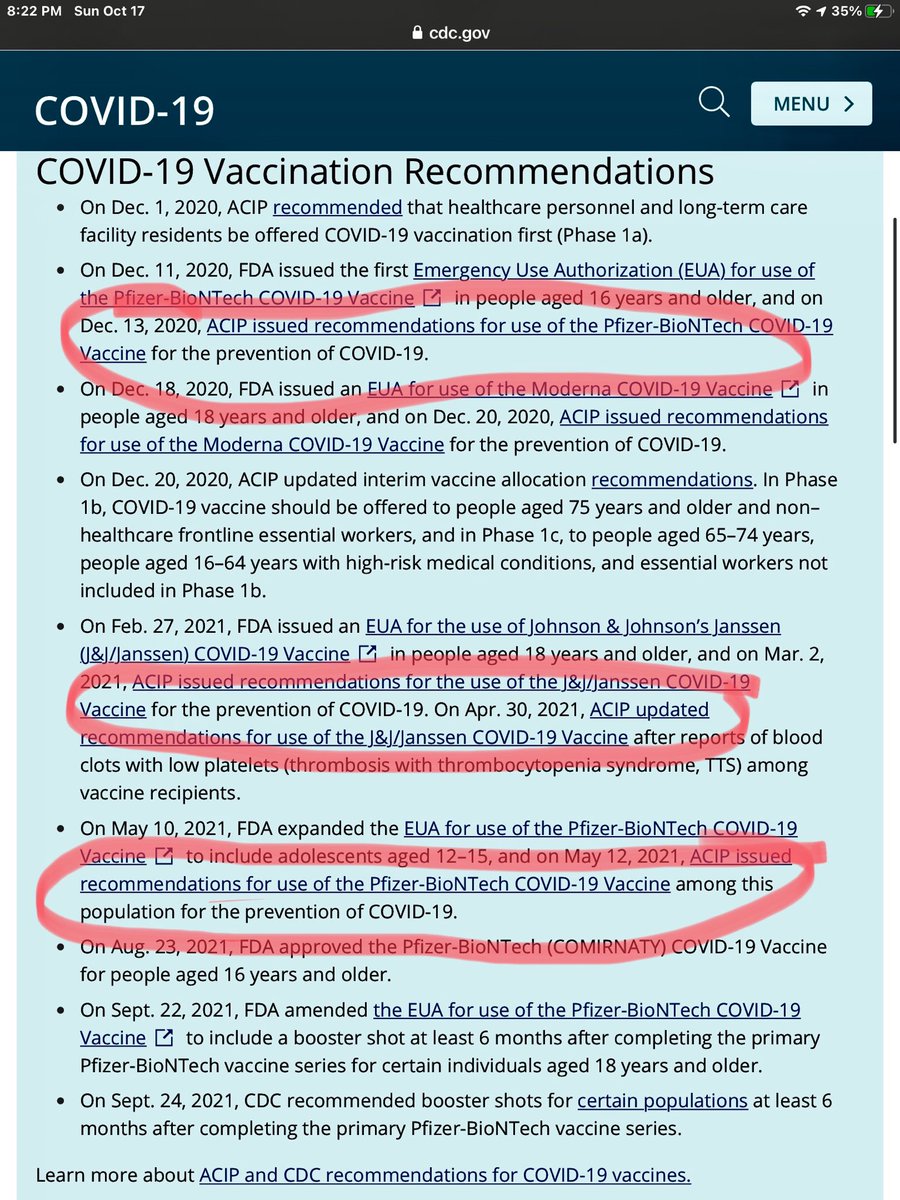 8:22 PM Sun Oct 17
35%
cdc.gov
COVID-19
MENU
COVID-19 Vaccination Recommendations
• On Dec. 1, 2020, ACIP recommended that healthcare personnel and long-term care
facility residents be offered COVID-19 vaccination first (Phase 1a).
• On Dec. 11, 2020, FDA issued the first Emergency Use Authorization (EUA) for use of
the Pfizer-BioNTech COVID-19 Vaccine in people aged 16 years and older, and on
Dec. 13, 2020, ACIP issued recommendations for use of the Pfizer-BioNTech COVID-19
Vaccine for the prevention of COVID-19.
• On Dec. 18, 2020, FDA issued an EUA for use of the Moderna COVID-19 Vaccine in
people aged 18 years and older, and on Dec. 20, 2020, ACIP issued recommendations
for use of the Moderna COVID-19 Vaccine for the prevention of COVID-19.
• On Dec. 20, 2020, ACIP updated interim vaccine allocation recommendations. In Phase
1b, COVID-19 vaccine should be offered to people aged 75 years and older and non–
healthcare frontline essential workers, and in Phase 1c, to people aged 65–74 years,
people aged 16–64 years with high-risk medical conditions, and essential workers not
included in Phase 1b.
• On Feb. 27, 2021, FDA issued an EUA for the use of Johnson & Johnson’s Janssen
(J&J/Janssen) COVID-19 Vaccine in people aged 18 years and older, and on Mar. 2,
2021, ACIP issued recommendations for the use of the J&J/Janssen COVID-19
Vaccine for the prevention of COVID-19. On Apr. 30, 2021, ACIP updated
recommendations for use of the J&J/Janssen COVID-19 Vaccine after reports of blood
clots with low platelets (thrombosis with thrombocytopenia syndrome, TTS) among
vaccine recipients.
• On May 10, 2021, FDA expanded the EUA for use of the Pfizer-BioNTech COVID-19
Vaccine to include adolescents aged 12–15, and on May 12, 2021, ACIP issued
recommendations for use of the Pfizer-BioNTech COVID-19 Vaccine among this
population for the prevention of COVID-19.
• On Aug. 23, 2021, FDA approved the Pfizer-BioNTech (COMIRNATY) COVID-19 Vaccine
for people aged 16 years and older.
• On Sept. 22, 2021, FDA amended the EUA for use of the Pfizer-BioNTech COVID-19
Vaccine to include a booster shot at least 6 months after completing the primary
Pfizer-BioNTech vaccine series for certain individuals aged 18 years and older.
• On Sept. 24, 2021, CDC recommended booster shots for certain populations at least 6
months after completing the primary Pfizer-BioNTech vaccine series.
Learn more about ACIP and CDC recommendations for COVID-19 vaccines.